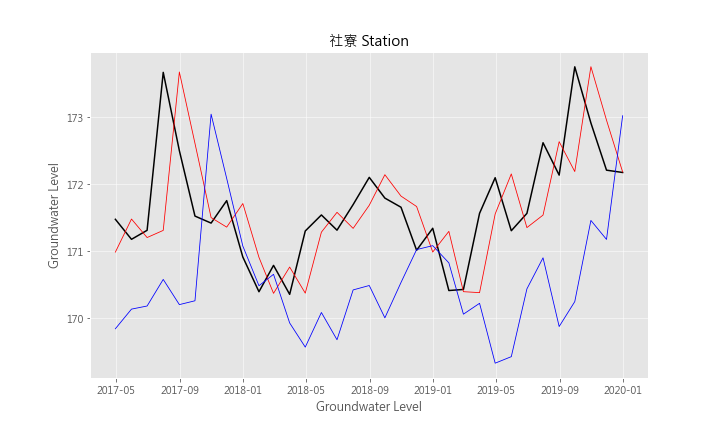 社寮 Station
Groundwater Level
173
172
171
170
2017-05 2017-09 2018-01 2018-05 2018-09 2019-01 2019-05 2019-09 2020-01
Groundwater Level